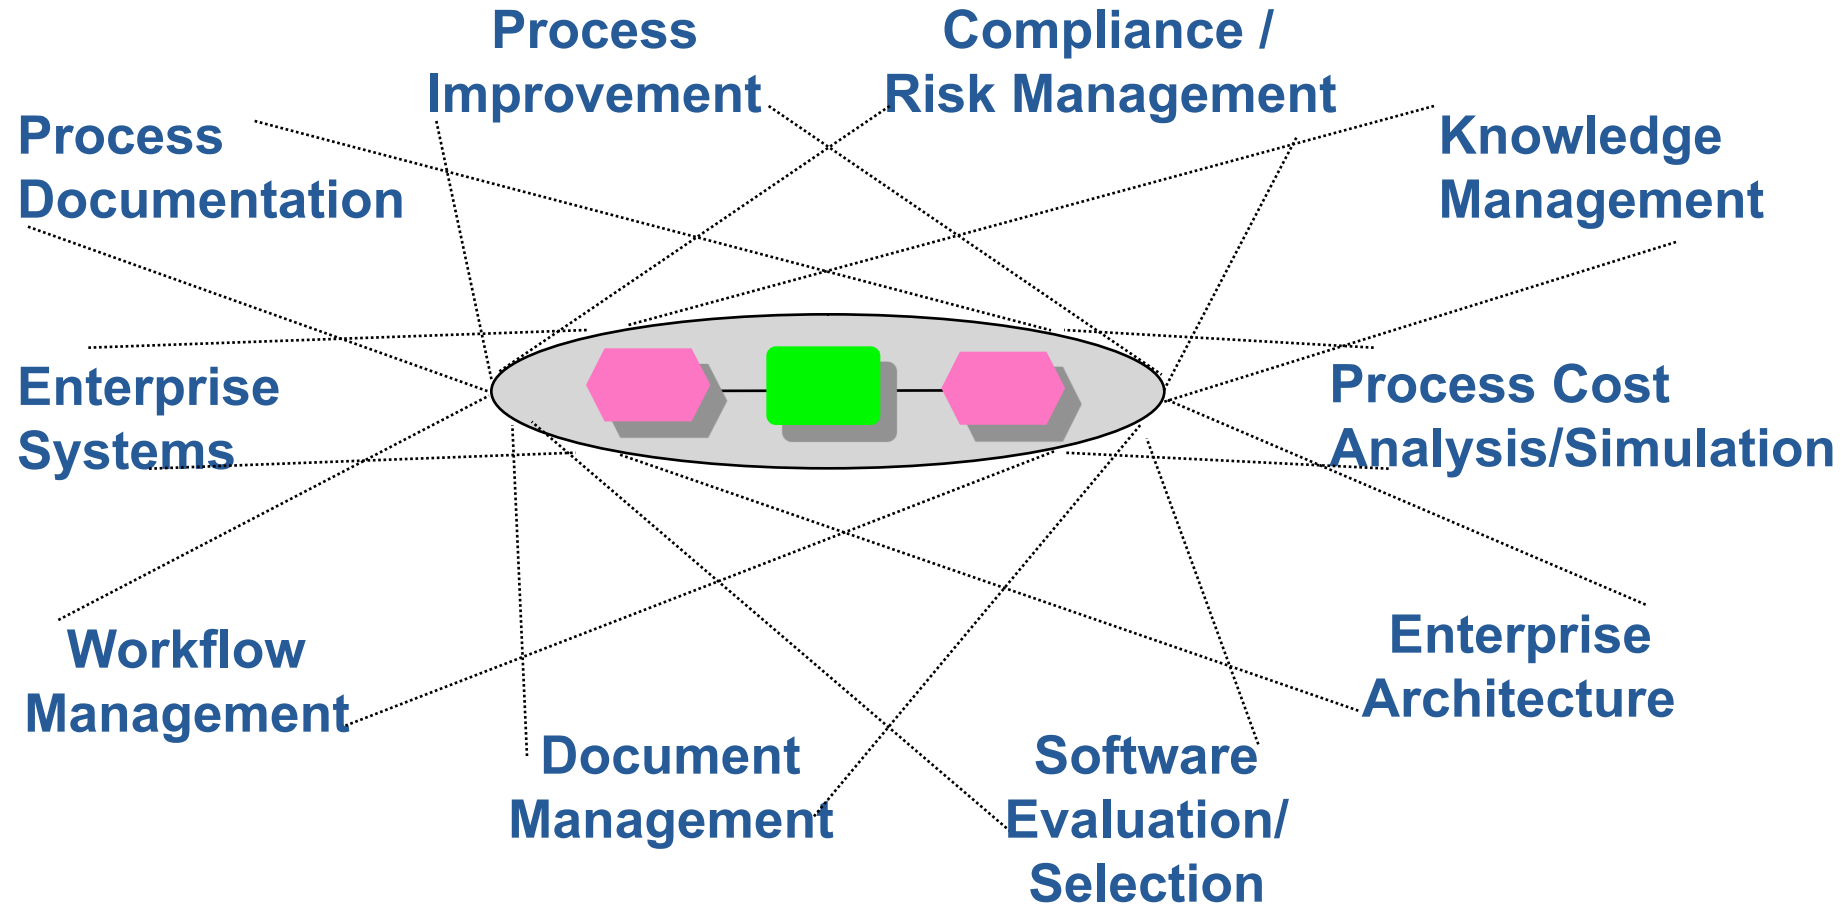 Process
Improvement
Compliance /
Risk Management
Process
Documentation
Knowledge
Management
Enterprise
Systems
Process Cost
Analysis/Simulation
Workflow
Management
Enterprise
Architecture
Document
Management
Software
Evaluation/
Selection